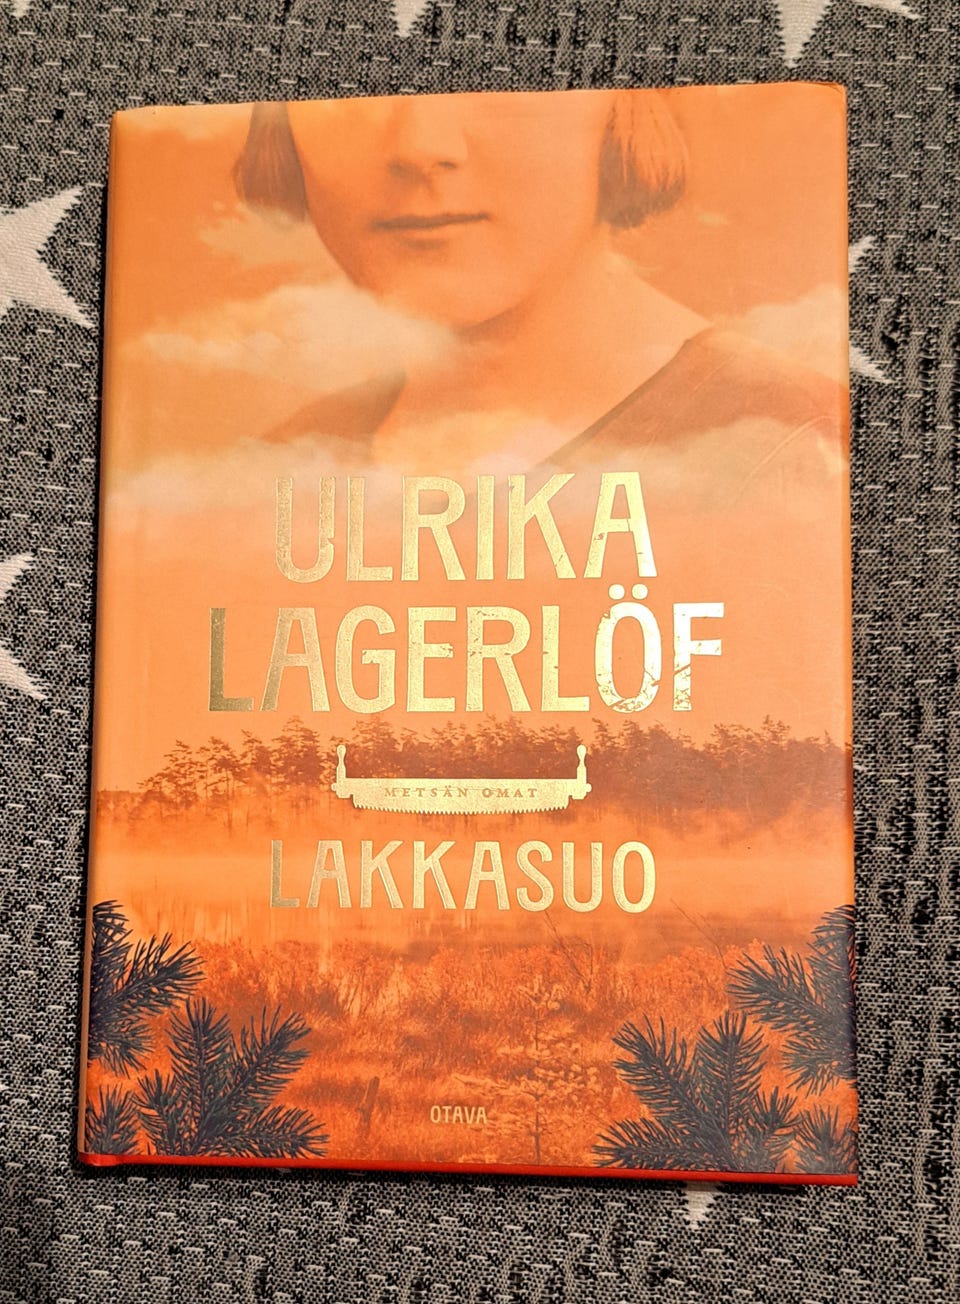 ULRIKA
LAGERLÖF
METSÄN OMAT
LAKKASUO
OTAVA